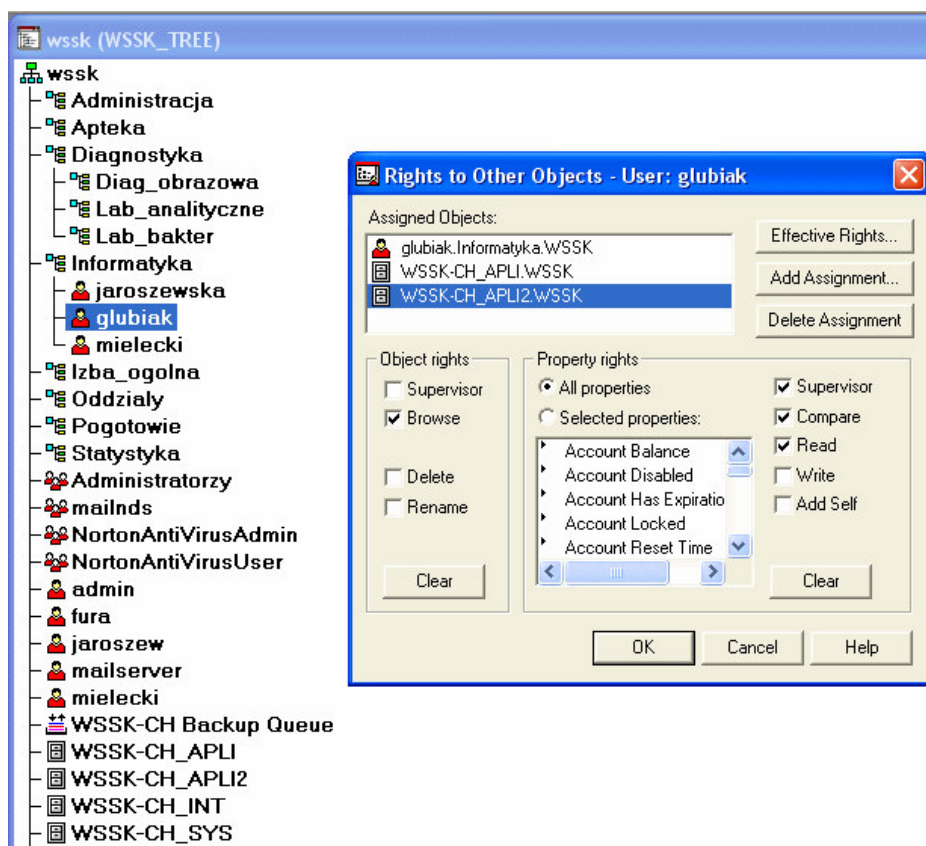 wssk (WSSK_TREE)
wssk
Administracja
Apteka
Diagnostyka
Diag_obrazowa
Lab_analityczne
Lab_bakter
Informatyka
jaroszewska
glubiak
mielecki
Izba_ogolna
Oddzialy
Pogotowie
Statystyka
Administratorzy
mailnds
NortonAntiVirusAdmin
NortonAntiVirusUser
admin
fura
jaroszew
mailserver
mielecki
WSSK-CH Backup Queue
WSSK-CH_APLI
WSSK-CH_APLI2
WSSK-CH_INT
WSSK-CH_SYS
Rights to Other Objects - User: glubiak
Assigned Objects:
glubiak.Informatyka.WSSK
WSSK-CH_APLI.WSSK
WSSK-CH_APLI2.WSSK
Effective Rights...
Add Assignment...
Delete Assignment
Object rights
Supervisor
Browse
Delete
Rename
Clear
Property rights
All properties
Selected properties:
Account Balance
Account Disabled
Account Has Expiratio
Account Locked
Account Reset Time
Supervisor
Compare
Read
Write
Add Self
Clear
OK
Cancel
Help